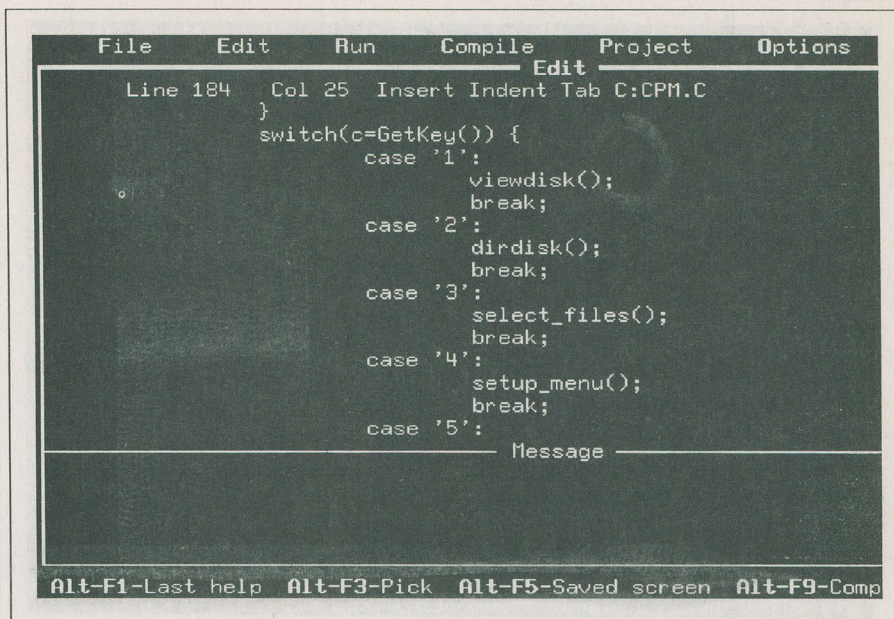 File Edit Run Compile Project Options
Edit
Line 184 Col 25 Insert Indent Tab C:CPM.C
}
switch(c=GetKey()) {
case '1':
viewdisk();
break;
case '2':
dirdisk();
break;
case '3':
select_files();
break;
case '4':
setup_menu();
break;
case '5':
Message
Alt-F1-Last help Alt-F3-Pick Alt-F5-Saved screen Alt-F9-Comp